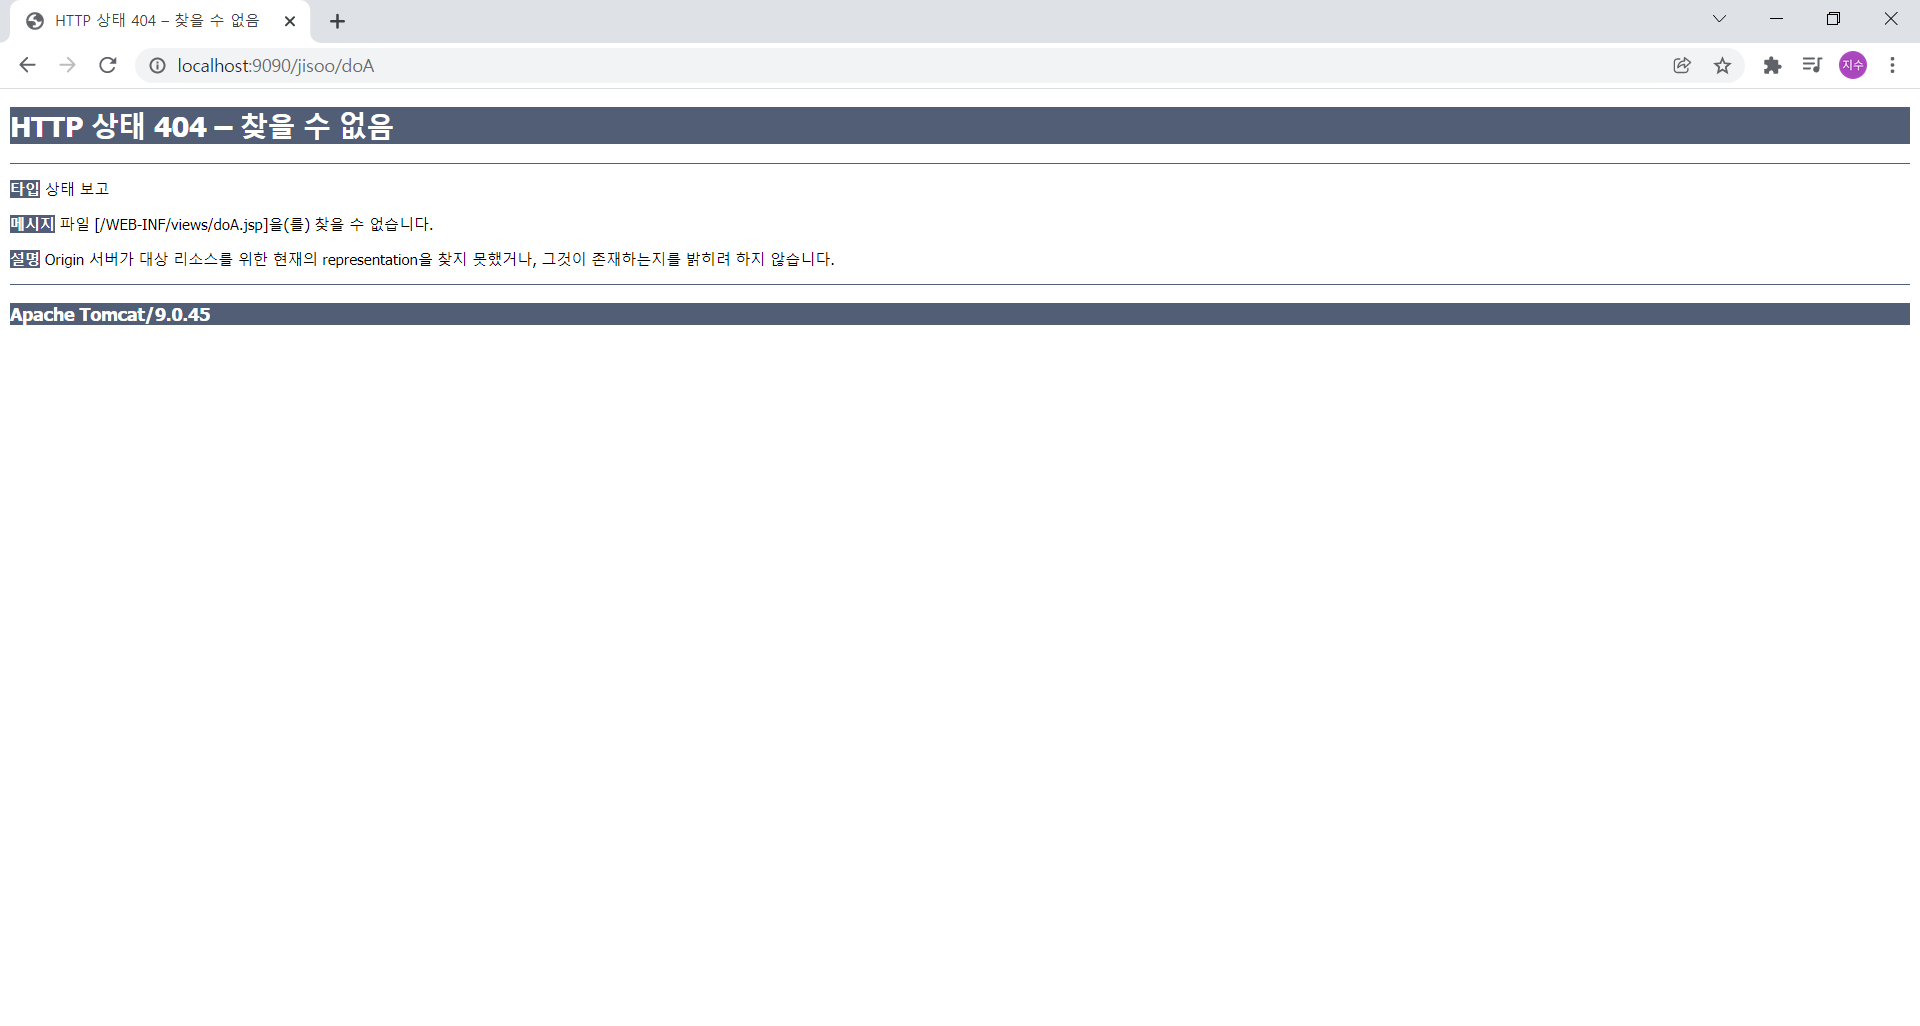 HTTP 상태 404 – 찾을 수 없음
localhost:9090/jisoo/doA
지수
HTTP 상태 404 – 찾을 수 없음
타입 상태 보고
메시지 파일 [/WEB-INF/views/doA.jsp]을(를) 찾을 수 없습니다.
설명 Origin 서버가 대상 리소스를 위한 현재의 representation을 찾지 못했거나, 그것이 존재하는지를 밝히려 하지 않습니다.
Apache Tomcat/9.0.45